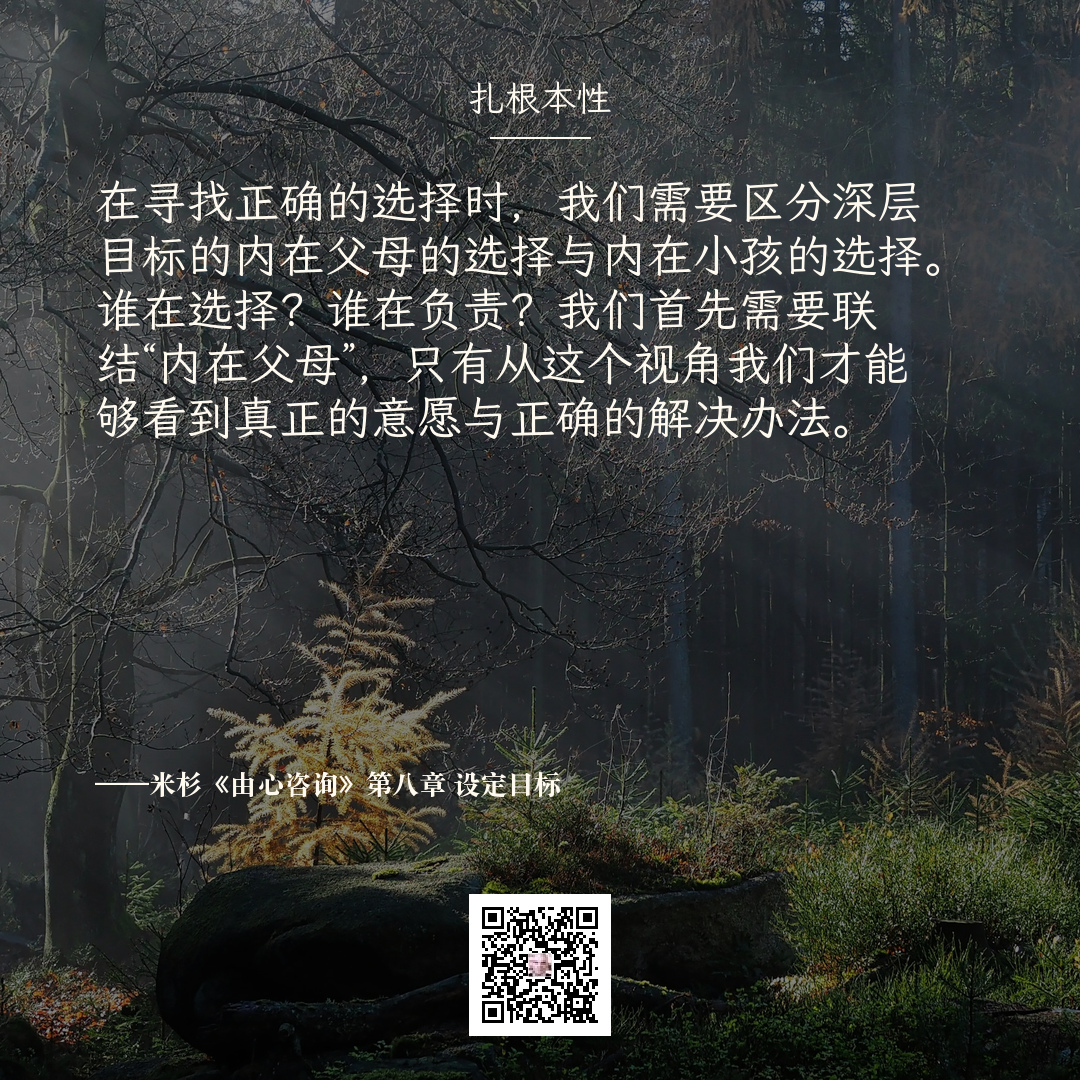 扎根本性
在寻找正确的选择时，我们需要区分深层
目标的内在父母的选择与内在小孩的选择。
谁在选择？谁在负责？我们首先需要联
结“内在父母”，只有从这个视角我们才能
够看到真正的意愿与正确的解决办法。
——米杉《由心咨询》第八章 设定目标